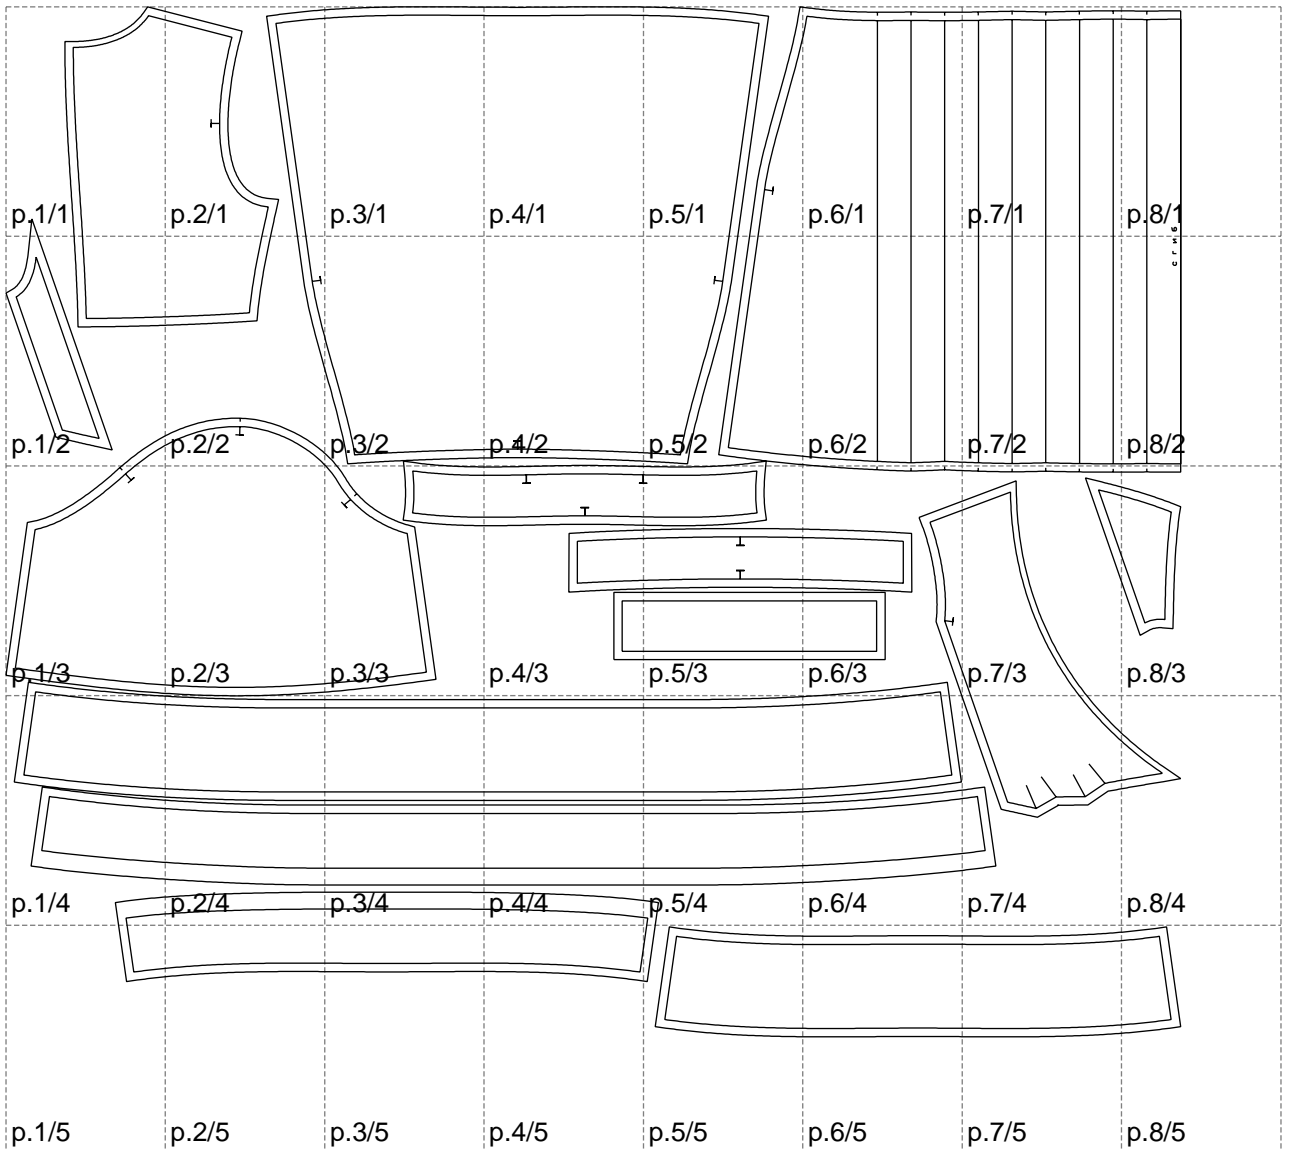 p.1/1 p.2/1 p.3/1 p.4/1 p.5/1 p.6/1 p.7/1 p.8/1
сгиб
p.1/2 p.2/2 p.3/2 p.4/2 p.5/2 p.6/2 p.7/2 p.8/2
p.1/3 p.2/3 p.3/3 p.4/3 p.5/3 p.6/3 p.7/3 p.8/3
p.1/4 p.2/4 p.3/4 p.4/4 p.5/4 p.6/4 p.7/4 p.8/4
p.1/5 p.2/5 p.3/5 p.4/5 p.5/5 p.6/5 p.7/5 p.8/5